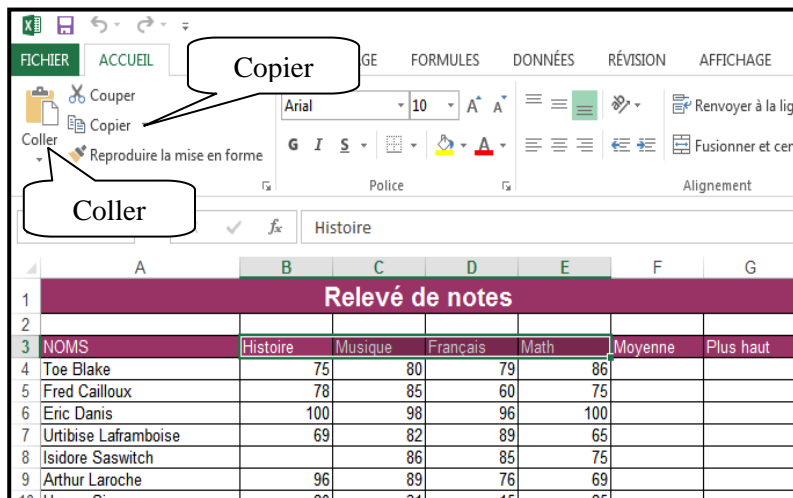 FICHIER ACCUEIL GE FORMULES DONNÉES RÉVISION AFFICHAGE
Copier
Couper
Copier
Coller
Reproduire la mise en forme
Arial 10 A A
G I S A
Renvoyer à la lig
Fusionner et cen
Police Alignement
Coller
fx Histoire
A B C D E F G
1 Relevé de notes
2
3 NOMS Histoire Musique Français Math Moyenne Plus haut
4 Toe Blake 75 80 79 86
5 Fred Cailloux 78 85 60 75
6 Eric Danis 100 98 96 100
7 Urtibise Laframboise 69 82 89 65
8 Isidore Saswitch 86 85 75
9 Arthur Laroche 96 89 76 69